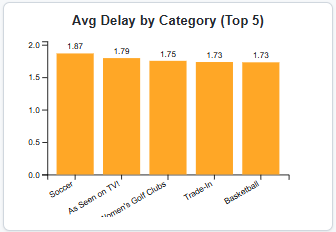 Avg Delay by Category (Top 5)
2.0
1.5
1.0
0.5
0.0
1.87
1.79
1.75
1.73
1.73
Soccer
As Seen on TV!
Women's Golf Clubs
Trade-In
Basketball